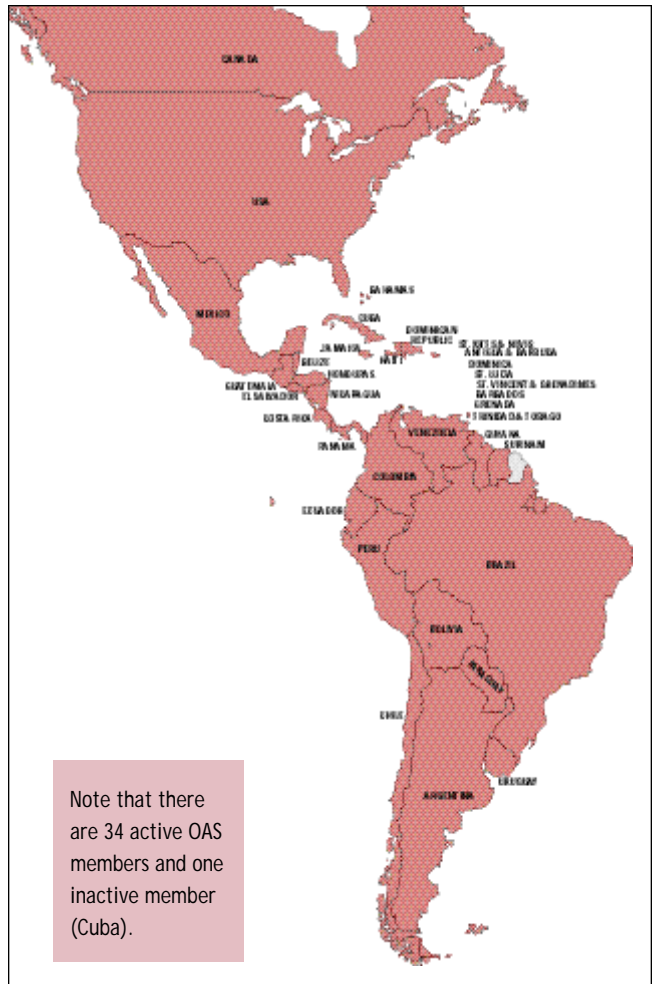 CANADA
USA
MEXICO
BAHAMAS
CUBA
DOMINICAN
REPUBLIC
JAMAICA
HAITI
ST. KITS & NEVIS
ANTIGUA & BARBUDA
DOMINICA
ST. LUCIA
ST. VINCENT & GRENADINES
BARBADOS
GRENADA
TRINIDAD & TOBAGO
BELIZE
HONDURAS
GUATEMALA
EL SALVADOR
NICARAGUA
COSTA RICA
PANAMA
VENEZUELA
GUYANA
SURINAM
COLOMBIA
ECUADOR
PERU
BRAZIL
BOLIVIA
PARAGUAY
CHILE
URUGUAY
ARGENTINA
Note that there
are 34 active OAS
members and one
inactive member
(Cuba).